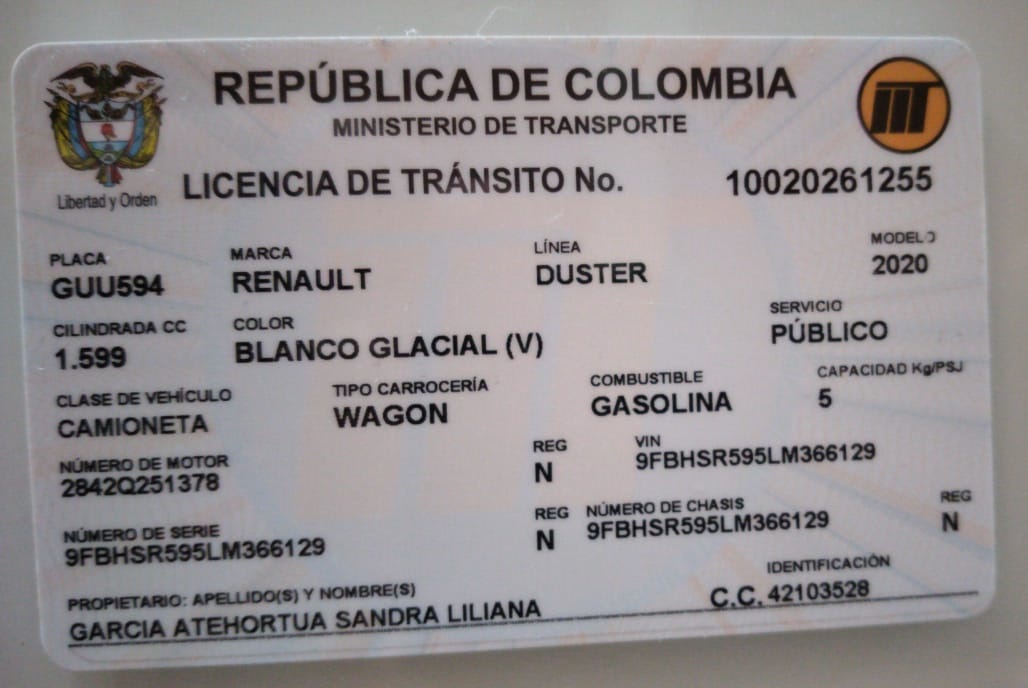 REPÚBLICA DE COLOMBIA
MINISTERIO DE TRANSPORTE
Libertad y Orden
LICENCIA DE TRÁNSITO No. 10020261255
PLACA MARCA LÍNEA MODELO
GUU594 RENAULT DUSTER 2020
CILINDRADA CC COLOR SERVICIO
1.599 BLANCO GLACIAL (V) PÚBLICO
CLASE DE VEHÍCULO TIPO CARROCERÍA COMBUSTIBLE CAPACIDAD Kg/PSJ
CAMIONETA WAGON GASOLINA 5
NÚMERO DE MOTOR REG VIN
2842Q251378 N 9FBHSR595LM366129
NÚMERO DE SERIE REG NÚMERO DE CHASIS REG
9FBHSR595LM366129 N 9FBHSR595LM366129 N
PROPIETARIO: APELLIDO(S) Y NOMBRE(S) IDENTIFICACIÓN
GARCIA ATEHORTUA SANDRA LILIANA C.C. 42103528